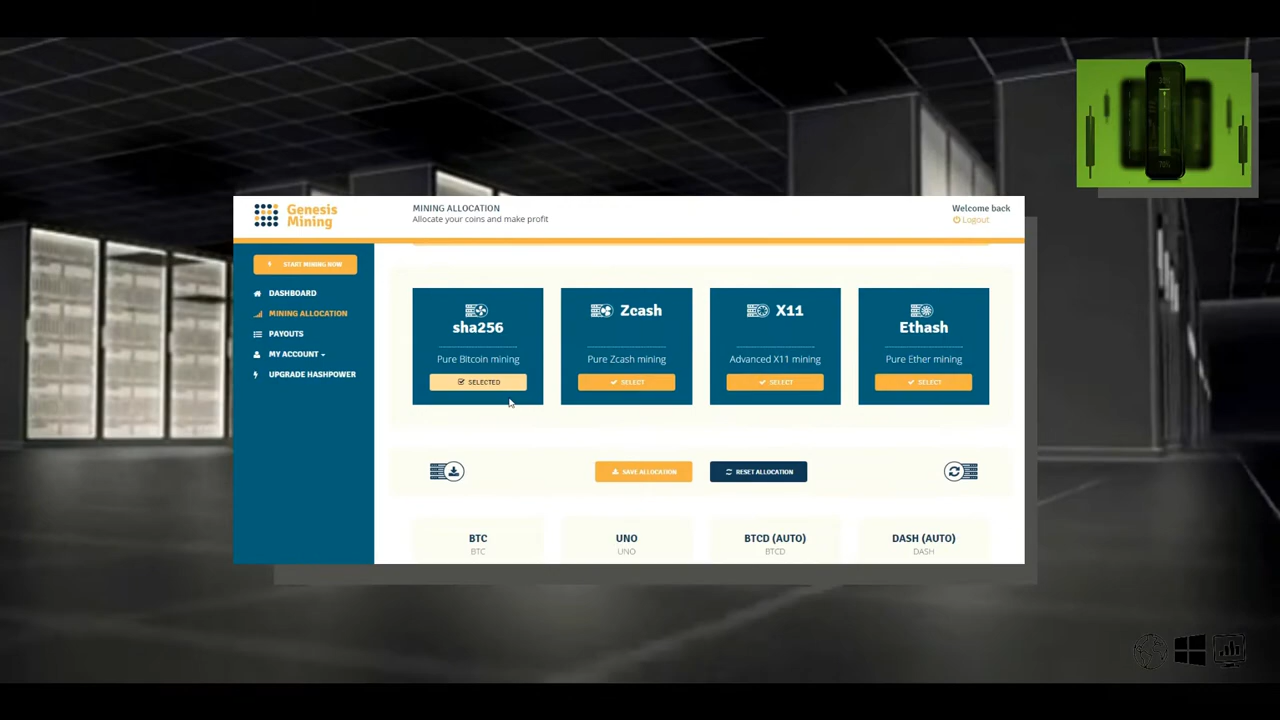 Genesis
Mining
MINING ALLOCATION
Allocate your coins and make profit
Welcome back
Logout
START MINING NOW
DASHBOARD
MINING ALLOCATION
PAYOUTS
MY ACCOUNT
UPGRADE HASHPOWER
sha256
Pure Bitcoin mining
SELECTED
Zcash
Pure Zcash mining
SELECT
X11
Advanced X11 mining
SELECT
Ethash
Pure Ether mining
SELECT
SAVE ALLOCATION
RESET ALLOCATION
BTC
BTC
UNO
UNO
BTCD (AUTO)
BTCD
DASH (AUTO)
DASH